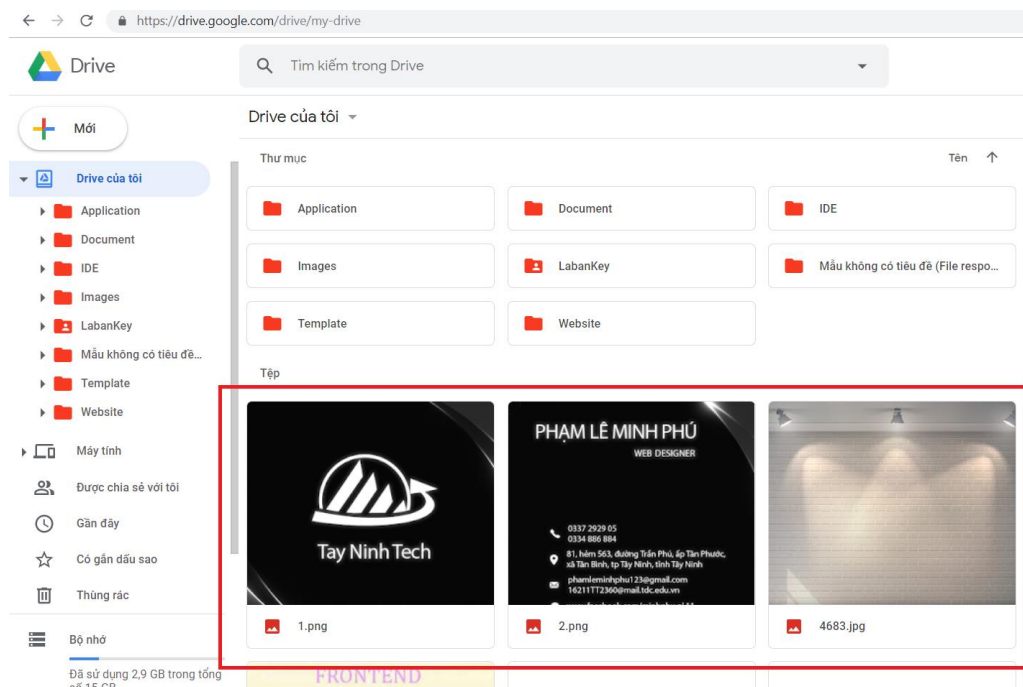 https://drive.google.com/drive/my-drive
Drive
Tìm kiếm trong Drive
Mới
Drive của tôi
Application
Document
IDE
Images
LabanKey
Mẫu không có tiêu đề...
Template
Website
Máy tính
Được chia sẻ với tôi
Gần đây
Có gắn dấu sao
Thùng rác
Bộ nhớ
Đã sử dụng 2,9 GB trong tổng
số 15 GB
Drive của tôi
Thư mục
Tên
Application
Document
IDE
Images
LabanKey
Mẫu không có tiêu đề (File respo...
Template
Website
Tệp
Tay Ninh Tech
PHẠM LÊ MINH PHÚ
WEB DESIGNER
0337 2929 05
0334 886 884
81, hẻm 563, đường Trần Phú, ấp Tân Phước,
xã Tân Bình, tp Tây Ninh, tỉnh Tây Ninh
phamleminhphu123@gmail.com
16211TT2360@mail.tdc.edu.vn
1.png
2.png
4683.jpg
FRONTEND